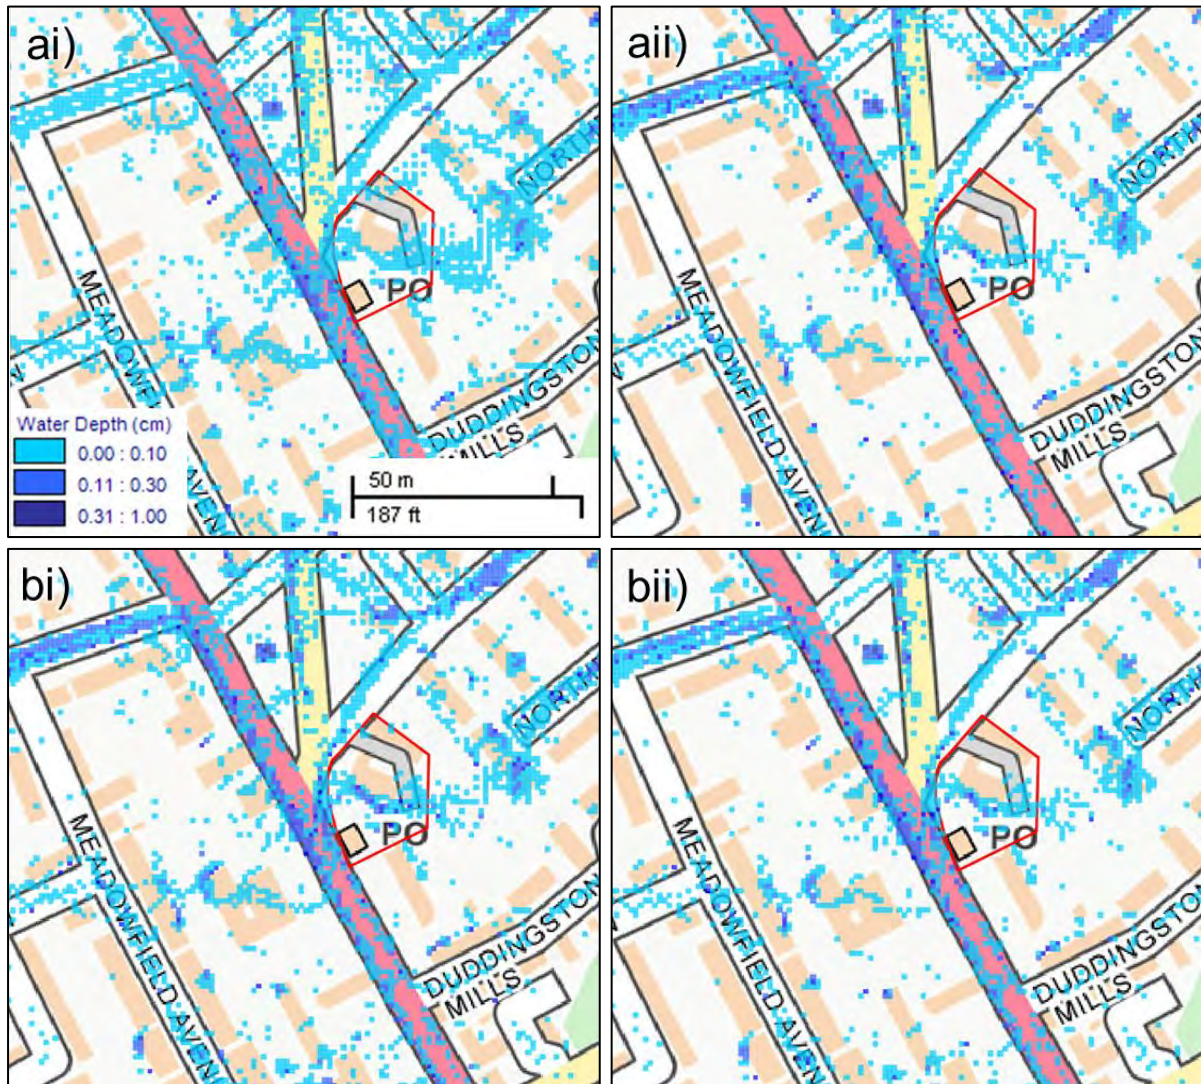 ai)
NORTH
MEADOWFIELD AVEN
PO
DUDDINGSTON
MILLS
Water Depth (cm)
0.00 : 0.10
0.11 : 0.30
0.31 : 1.00
50 m
187 ft
aii)
NORTH
MEADOWFIELD AVEN
PO
DUDDINGSTON
MILLS
bi)
NORTH
MEADOWFIELD AVEN
PO
DUDDINGSTON
MILLS
bii)
NORTH
MEADOWFIELD AVEN
PO
DUDDINGSTON
MILLS